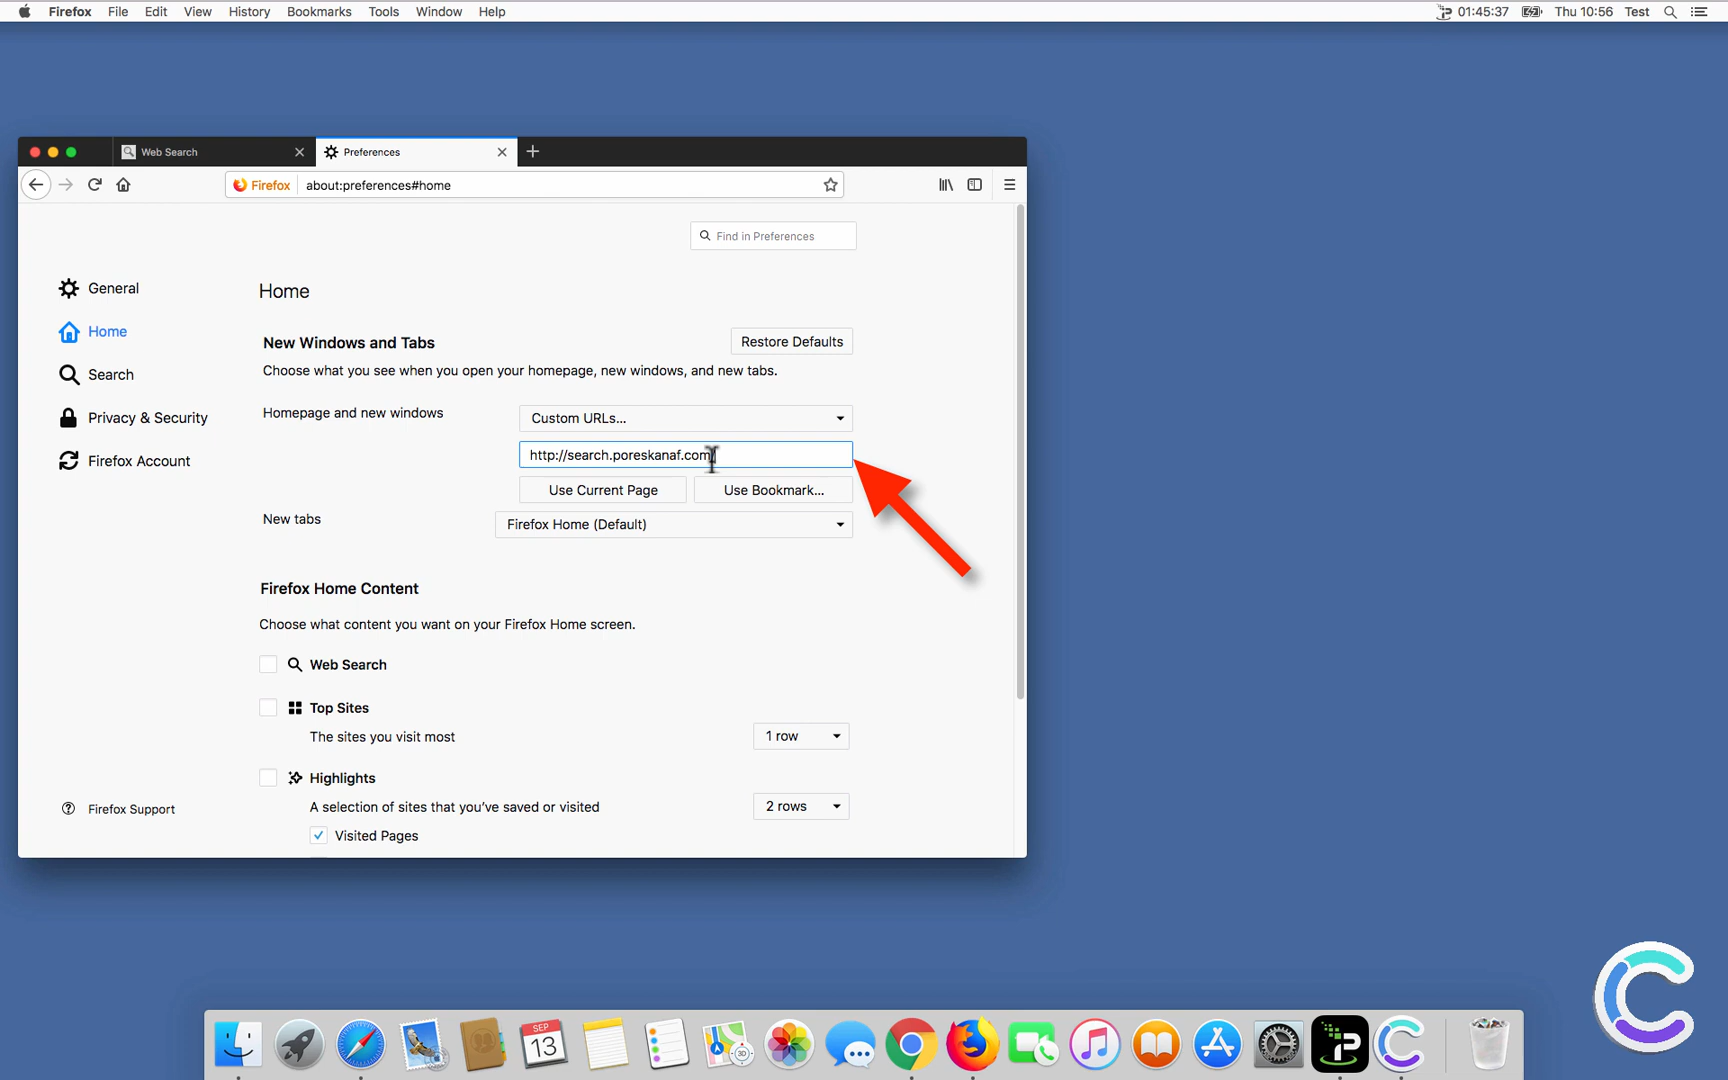 Firefox File Edit View History Bookmarks Tools Window Help 01:45:37 Thu 10:56 Test
Web Search Preferences
Firefox about:preferences#home
Find in Preferences
General
Home
Search
Privacy & Security
Firefox Account
Firefox Support
Home
New Windows and Tabs Restore Defaults
Choose what you see when you open your homepage, new windows, and new tabs.
Homepage and new windows Custom URLs...
http://search.poreskanaf.com/
Use Current Page Use Bookmark...
New tabs Firefox Home (Default)
Firefox Home Content
Choose what content you want on your Firefox Home screen.
Web Search
Top Sites
The sites you visit most 1 row
Highlights
A selection of sites that you've saved or visited 2 rows
Visited Pages
SEP
13
3D